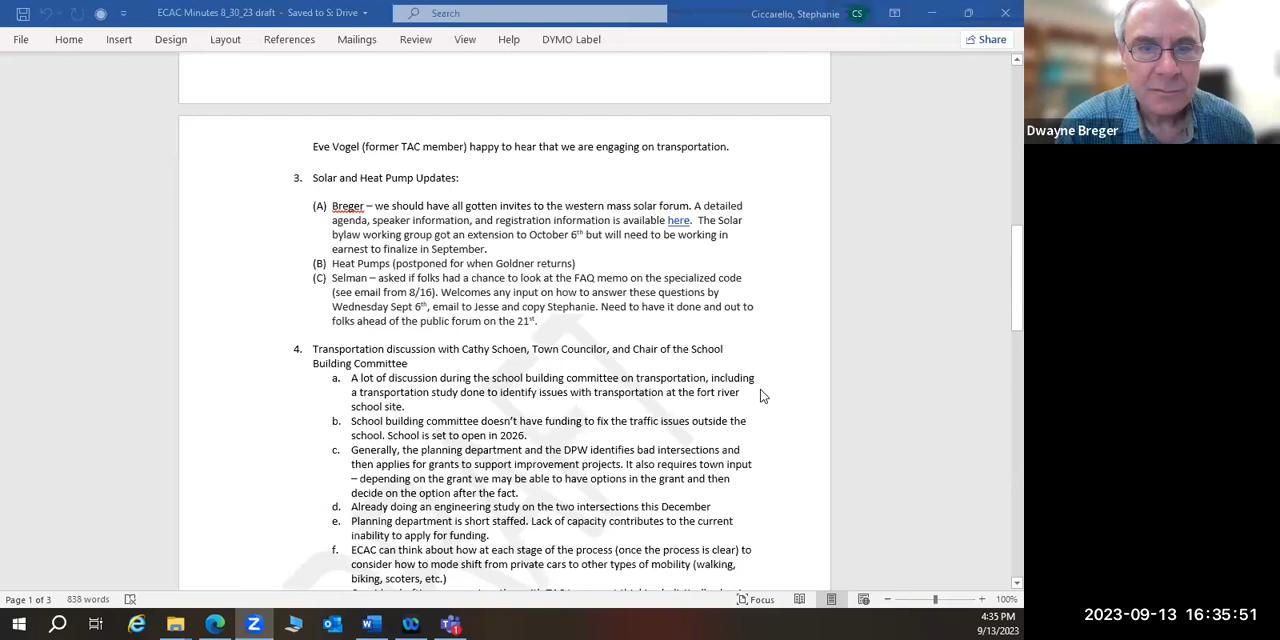 ECAC Minutes 8_30_23 draft - Saved to S: Drive
Search
Ciccarello, Stephanie
CS
File Home Insert Design Layout References Mailings Review View Help DYMO Label
Share
Eve Vogel (former TAC member) happy to hear that we are engaging on transportation.
3. Solar and Heat Pump Updates:
(A) Breger – we should have all gotten invites to the western mass solar forum. A detailed
agenda, speaker information, and registration information is available here. The Solar
bylaw working group got an extension to October 6th but will need to be working in
earnest to finalize in September.
(B) Heat Pumps (postponed for when Goldner returns)
(C) Selman – asked if folks had a chance to look at the FAQ memo on the specialized code
(see email from 8/16). Welcomes any input on how to answer these questions by
Wednesday Sept 6th, email to Jesse and copy Stephanie. Need to have it done and out to
folks ahead of the public forum on the 21st.
4. Transportation discussion with Cathy Schoen, Town Councilor, and Chair of the School
Building Committee
a. A lot of discussion during the school building committee on transportation, including
a transportation study done to identify issues with transportation at the fort river
school site.
b. School building committee doesn't have funding to fix the traffic issues outside the
school. School is set to open in 2026.
c. Generally, the planning department and the DPW identifies bad intersections and
then applies for grants to support improvement projects. It also requires town input
– depending on the grant we may be able to have options in the grant and then
decide on the option after the fact.
d. Already doing an engineering study on the two intersections this December
e. Planning department is short staffed. Lack of capacity contributes to the current
inability to apply for funding.
f. ECAC can think about how at each stage of the process (once the process is clear) to
consider how to mode shift from private cars to other types of mobility (walking,
biking, scoters, etc.)
Page 1 of 3
838 words
Focus
100%
4:35 PM
9/13/2023
Dwayne Breger
2023-09-13 16:35:51